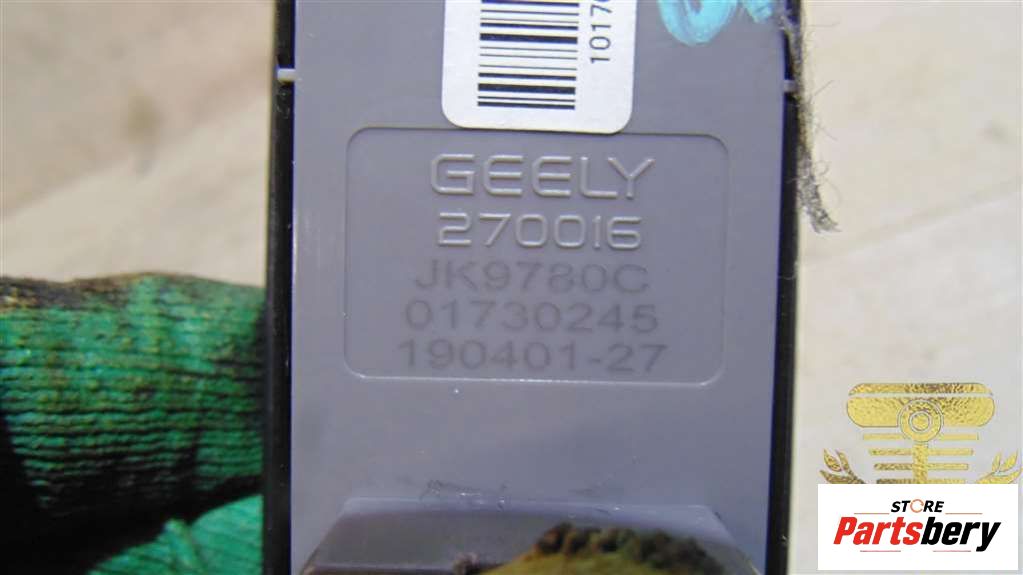 GEELY
270016
JK9780C
01730245
190401-27
STORE
Partsbery